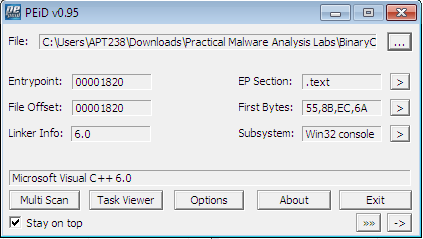 PEiD v0.95
File: C:\Users\APT238\Downloads\Practical Malware Analysis Labs\BinaryC ...
Entrypoint: 00001820 EP Section: .text >
File Offset: 00001820 First Bytes: 55,8B,EC,6A >
Linker Info: 6.0 Subsystem: Win32 console >
Microsoft Visual C++ 6.0
Multi Scan Task Viewer Options About Exit
Stay on top »» ->